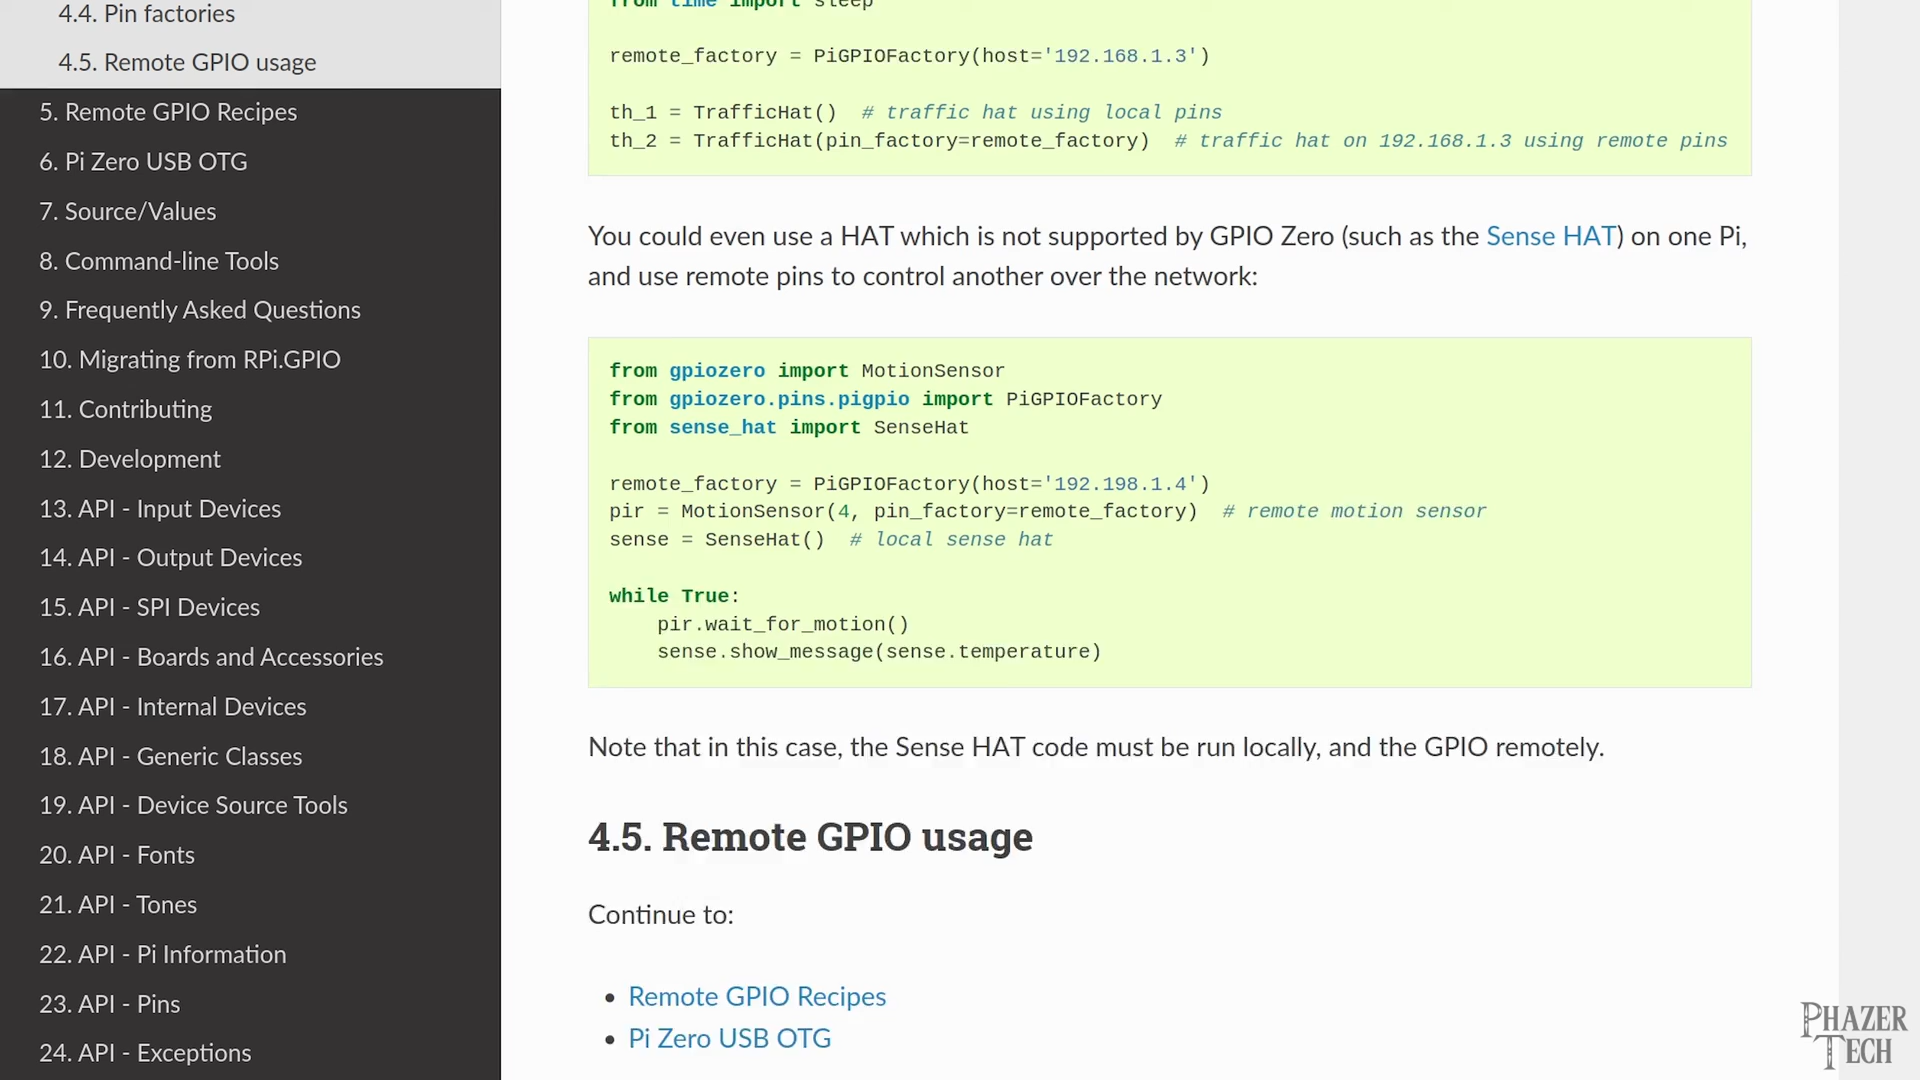 4.4. Pin factories
4.5. Remote GPIO usage
5. Remote GPIO Recipes
6. Pi Zero USB OTG
7. Source/Values
8. Command-line Tools
9. Frequently Asked Questions
10. Migrating from RPi.GPIO
11. Contributing
12. Development
13. API - Input Devices
14. API - Output Devices
15. API - SPI Devices
16. API - Boards and Accessories
17. API - Internal Devices
18. API - Generic Classes
19. API - Device Source Tools
20. API - Fonts
21. API - Tones
22. API - Pi Information
23. API - Pins
24. API - Exceptions
from time import sleep
remote_factory = PiGPIOFactory(host='192.168.1.3')
th_1 = TrafficHat()  # traffic hat using local pins
th_2 = TrafficHat(pin_factory=remote_factory)  # traffic hat on 192.168.1.3 using remote pins
You could even use a HAT which is not supported by GPIO Zero (such as the Sense HAT) on one Pi,
and use remote pins to control another over the network:
from gpiozero import MotionSensor
from gpiozero.pins.pigpio import PiGPIOFactory
from sense_hat import SenseHat
remote_factory = PiGPIOFactory(host='192.198.1.4')
pir = MotionSensor(4, pin_factory=remote_factory)  # remote motion sensor
sense = SenseHat()  # local sense hat
while True:
    pir.wait_for_motion()
    sense.show_message(sense.temperature)
Note that in this case, the Sense HAT code must be run locally, and the GPIO remotely.
4.5. Remote GPIO usage
Continue to:
• Remote GPIO Recipes
• Pi Zero USB OTG
PHAZER
TECH